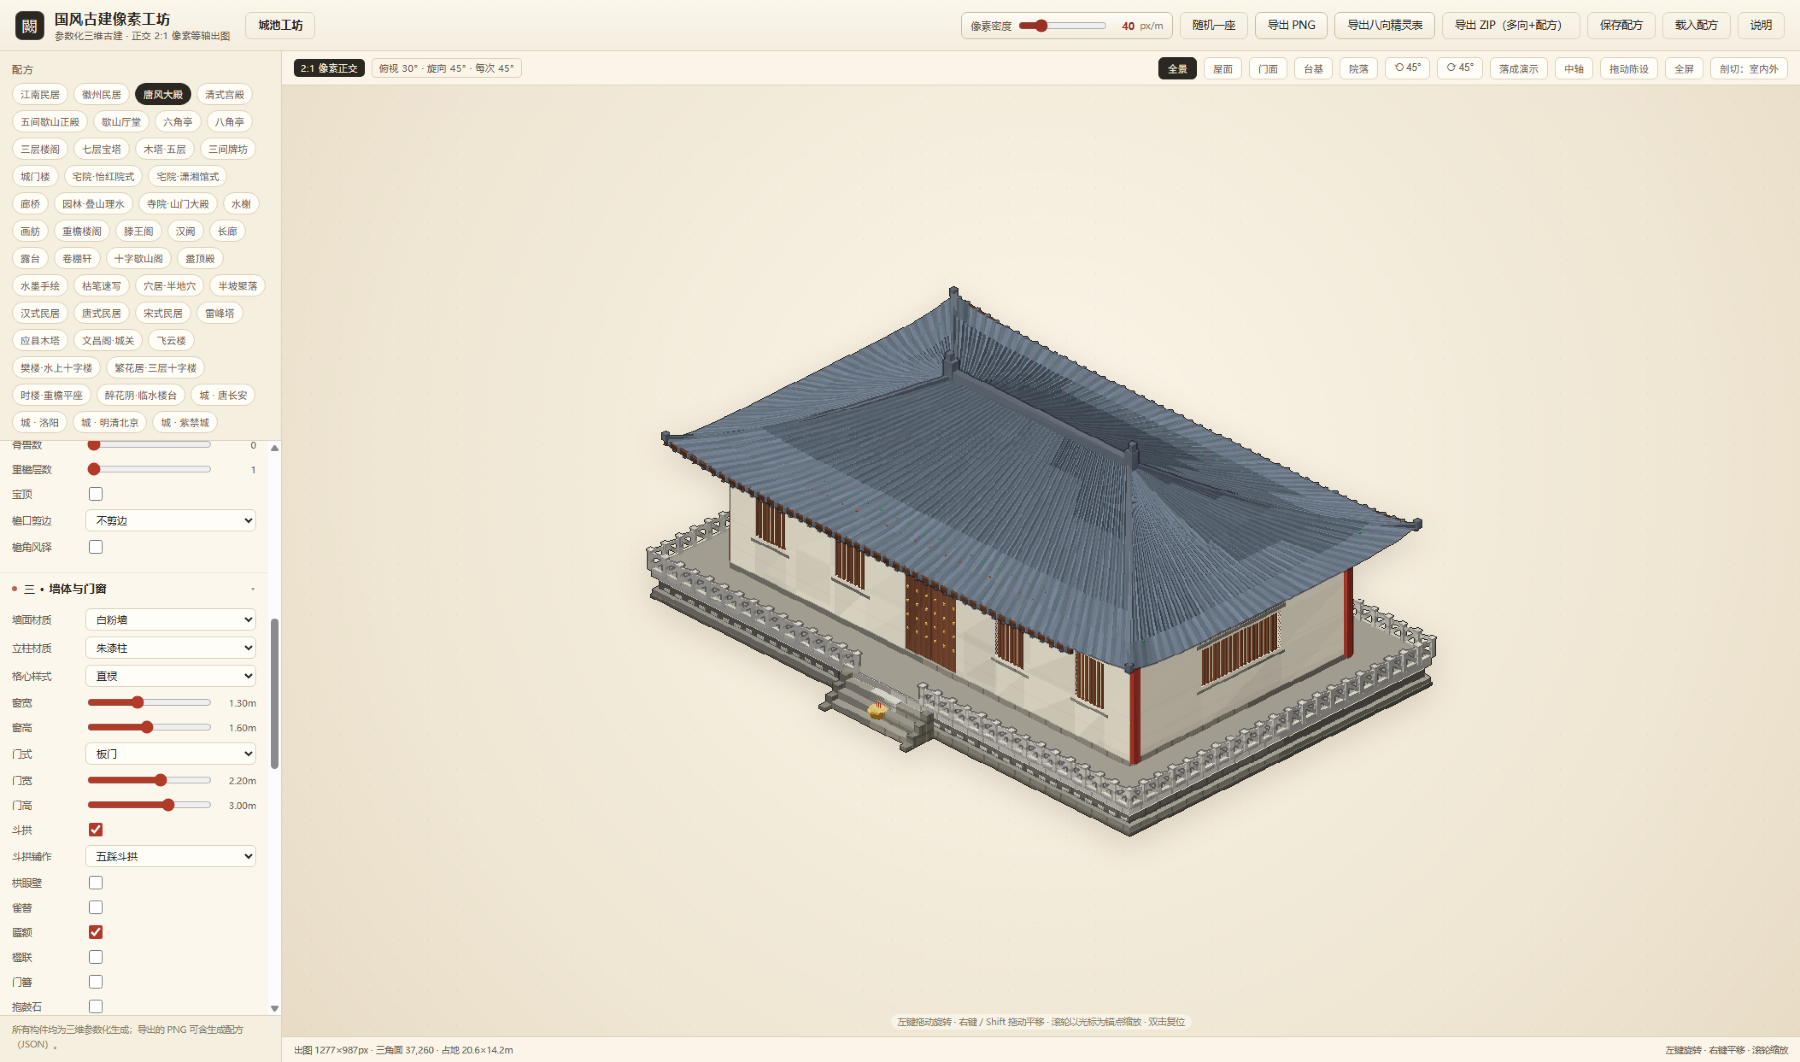 闕 国风古建像素工坊 城池工坊 像素密度 40 px/m 随机一座 导出 PNG 导出八向精灵表 导出 ZIP（多向+配方） 保存配方 载入配方 说明
参数化三维古建 · 正交 2:1 像素等轴出图
2:1 像素正交 俯视 30° · 旋向 45° · 每次 45° 全景 屋面 门面 台基 院落 ⟲ 45° ⟳ 45° 落成演示 中轴 拖动陈设 全屏 剖切：室内外
配方
江南民居 徽州民居 唐风大殿 清式宫殿
五间歇山正殿 歇山厅堂 六角亭 八角亭
三层楼阁 七层宝塔 木塔·五层 三间牌坊
城门楼 宅院·怡红院式 宅院·潇湘馆式
廊桥 园林·叠山理水 寺院·山门大殿 水榭
画舫 重檐楼阁 滕王阁 汉阙 长廊
露台 卷棚轩 十字歇山阁 盝顶殿
水墨手绘 枯笔速写 穴居·半地穴 半坡聚落
汉式民居 唐式民居 宋式民居 雷峰塔
应县木塔 文昌阁·城关 飞云楼
樊楼·水上十字楼 繁花居·三层十字楼
时楼·重檐平座 醉花阴·临水楼台 城 · 唐长安
城 · 洛阳 城 · 明清北京 城 · 紫禁城
脊兽数 0
重檐层数 1
宝顶
檐口剪边 不剪边
檐角风铎
三 • 墙体与门窗
墙面材质 白粉墙
立柱材质 朱漆柱
格心样式 直棂
窗宽 1.30m
窗高 1.60m
门式 板门
门宽 2.20m
门高 3.00m
斗拱
斗拱铺作 五踩斗拱
栱眼壁
雀替
匾额
楹联
门簪
抱鼓石
所有构件均为三维参数化生成；导出的 PNG 可含生成配方
（JSON）。
左键拖动旋转 · 右键 / Shift 拖动平移 · 滚轮以光标为锚点缩放 · 双击复位
出图 1277×987px · 三角面 37,260 · 占地 20.6×14.2m
左键旋转 · 右键平移 · 滚轮缩放